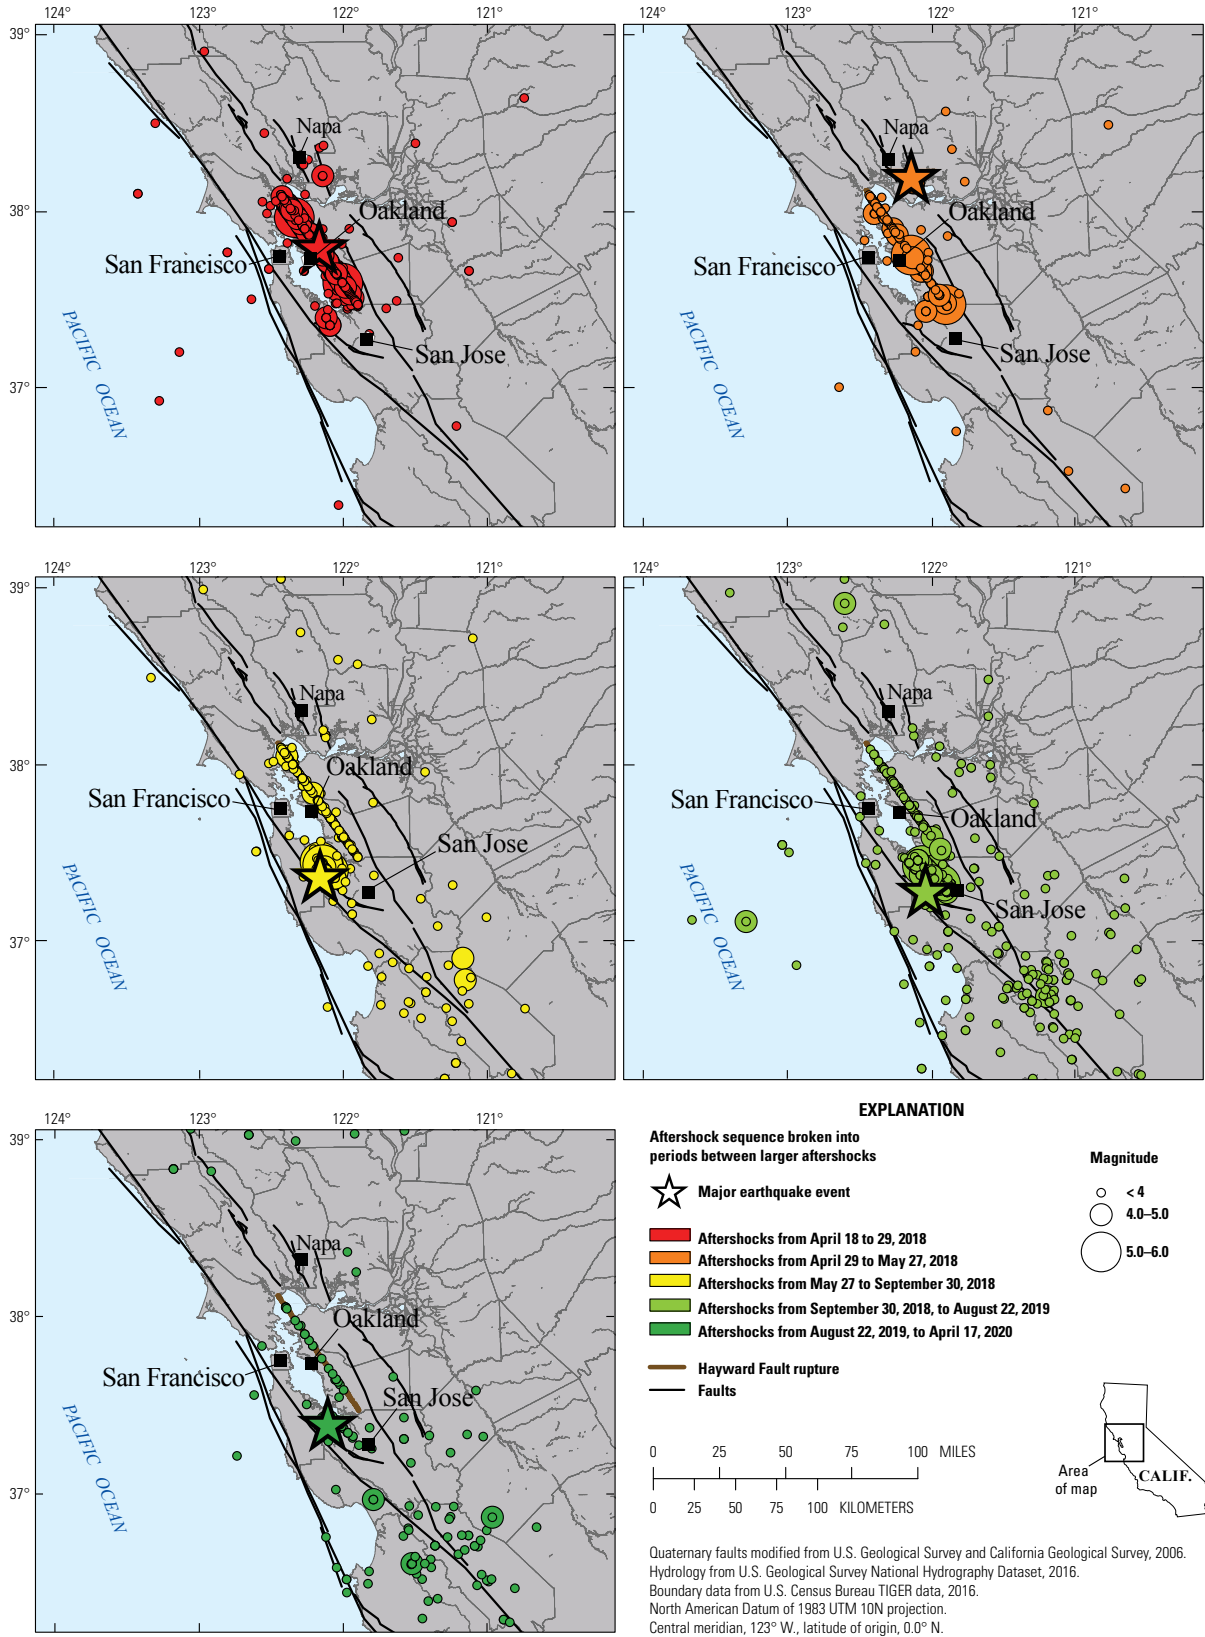 124°
123°
122°
121°
39°
38°
37°
Napa
Oakland
San Francisco
San Jose
PACIFIC OCEAN
124°
123°
122°
121°
Napa
Oakland
San Francisco
San Jose
PACIFIC OCEAN
124°
123°
122°
121°
39°
38°
37°
Napa
Oakland
San Francisco
San Jose
PACIFIC OCEAN
124°
123°
122°
121°
Napa
San Francisco
Oakland
San Jose
PACIFIC OCEAN
124°
123°
122°
121°
39°
38°
37°
Napa
Oakland
San Francisco
San Jose
PACIFIC OCEAN
EXPLANATION
Aftershock sequence broken into
periods between larger aftershocks
Major earthquake event
Aftershocks from April 18 to 29, 2018
Aftershocks from April 29 to May 27, 2018
Aftershocks from May 27 to September 30, 2018
Aftershocks from September 30, 2018, to August 22, 2019
Aftershocks from August 22, 2019, to April 17, 2020
Hayward Fault rupture
Faults
Magnitude
< 4
4.0–5.0
5.0–6.0
0 25 50 75 100 MILES
0 25 50 75 100 KILOMETERS
Area
of map
CALIF.
Quaternary faults modified from U.S. Geological Survey and California Geological Survey, 2006.
Hydrology from U.S. Geological Survey National Hydrography Dataset, 2016.
Boundary data from U.S. Census Bureau TIGER data, 2016.
North American Datum of 1983 UTM 10N projection.
Central meridian, 123° W., latitude of origin, 0.0° N.